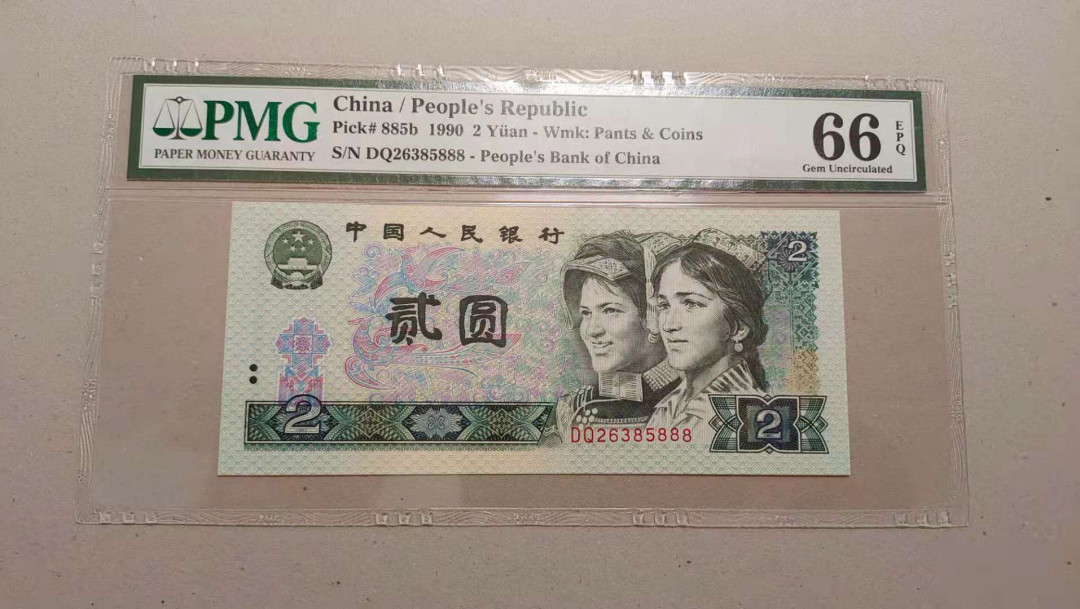 PMG
PAPER MONEY GUARANTY
China / People's Republic
Pick# 885b 1990 2 Yüan - Wmk: Pants & Coins
S/N DQ26385888 - People's Bank of China
66
EPQ
Gem Uncirculated
中国人民银行
2
贰圆
2
DQ26385888
2